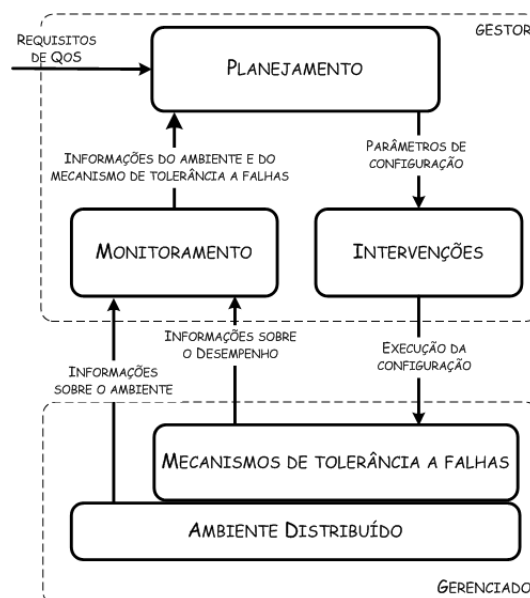 GESTOR
REQUISITOS
DE QOS
PLANEJAMENTO
INFORMAÇÕES DO AMBIENTE E DO
MECANISMO DE TOLERÂNCIA A FALHAS
PARÂMETROS DE
CONFIGURAÇÃO
MONITORAMENTO
INTERVENÇÕES
INFORMAÇÕES SOBRE
O DESEMPENHO
INFORMAÇÕES
SOBRE O AMBIENTE
EXECUÇÃO DA
CONFIGURAÇÃO
MECANISMOS DE TOLERÂNCIA A FALHAS
AMBIENTE DISTRIBUÍDO
GERENCIADO